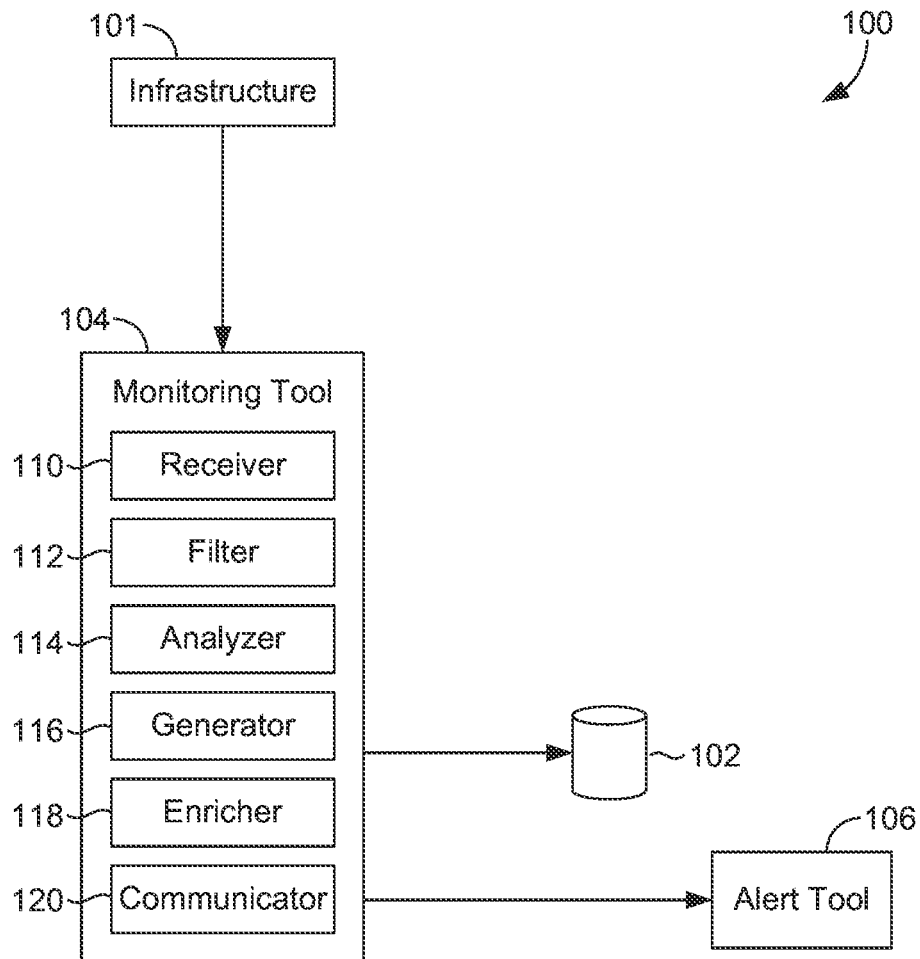 101
100
Infrastructure
104
Monitoring Tool
110
Receiver
112
Filter
114
Analyzer
116
Generator
102
118
Enricher
106
120
Communicator
Alert Tool